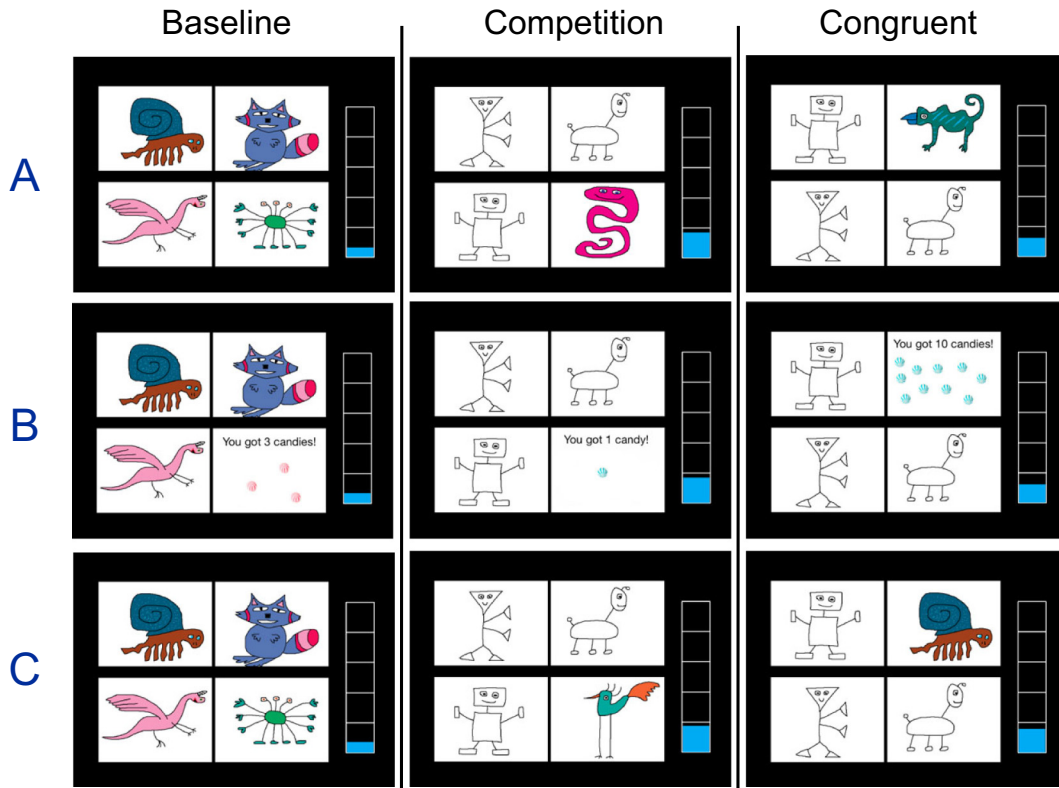 Baseline
Competition
Congruent
A
B
You got 3 candies!
You got 1 candy!
You got 10 candies!
C